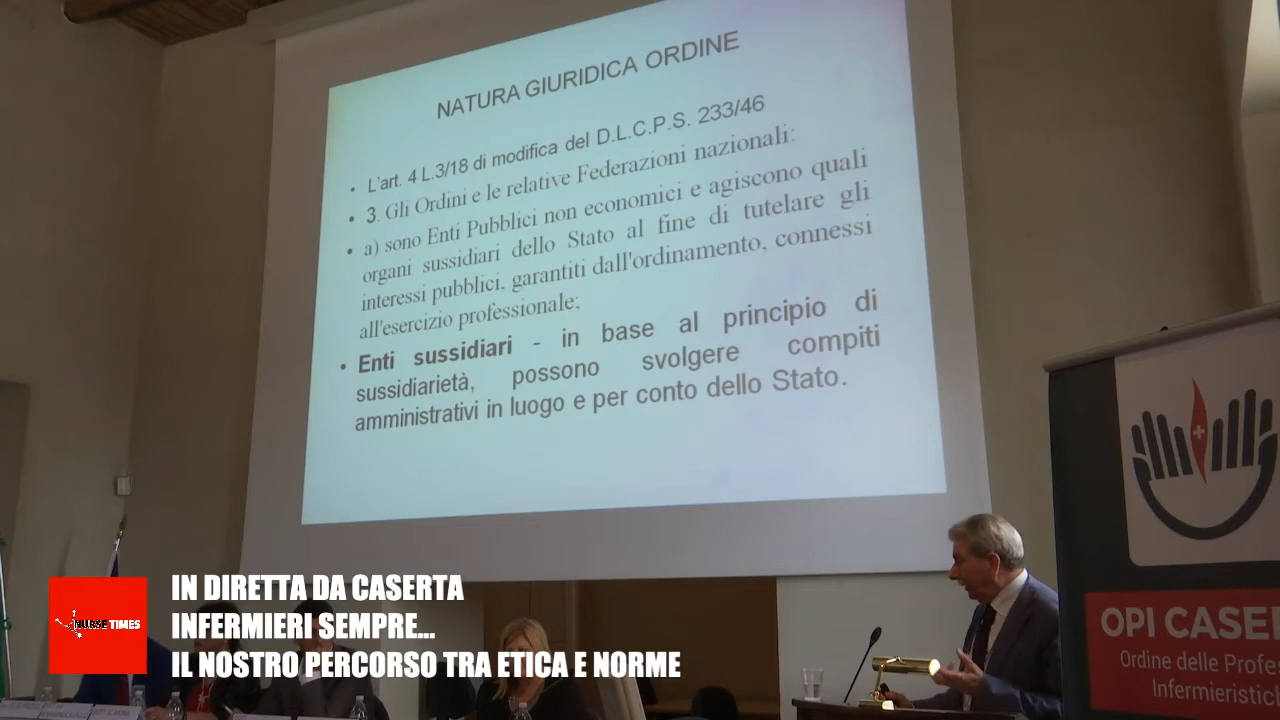 NATURA GIURIDICA ORDINE
• L'art. 4 L.3/18 di modifica del D.L.C.P.S. 233/46
• 3. Gli Ordini e le relative Federazioni nazionali:
• a) sono Enti Pubblici non economici e agiscono quali
organi sussidiari dello Stato al fine di tutelare gli
interessi pubblici, garantiti dall'ordinamento, connessi
all'esercizio professionale;
• Enti sussidiari - in base al principio di
sussidiarietà, possono svolgere compiti
amministrativi in luogo e per conto dello Stato.
OPI CASE
Ordine delle Profe
Infermieristich
NURSE TIMES
IN DIRETTA DA CASERTA
INFERMIERI SEMPRE...
IL NOSTRO PERCORSO TRA ETICA E NORME